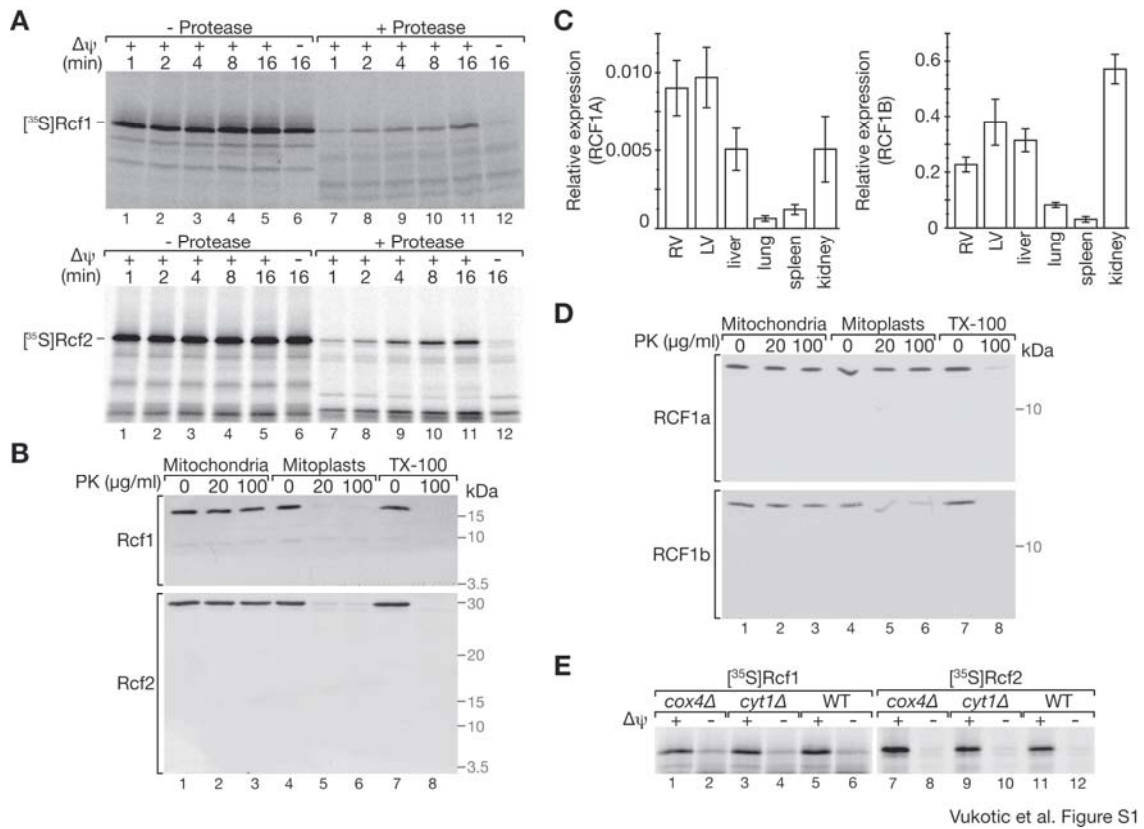 A
- Protease + Protease
Δψ + + + + + - + + + + + -
(min) 1 2 4 8 16 16 1 2 4 8 16 16
[³⁵S]Rcf1
1 2 3 4 5 6 7 8 9 10 11 12
- Protease + Protease
Δψ + + + + + - + + + + + -
(min) 1 2 4 8 16 16 1 2 4 8 16 16
[³⁵S]Rcf2
1 2 3 4 5 6 7 8 9 10 11 12
B
Mitochondria Mitoplasts TX-100
PK (µg/ml) 0 20 100 0 20 100 0 100 kDa
Rcf1
15
10
3.5
Rcf2
30
20
15
10
3.5
1 2 3 4 5 6 7 8
C
Relative expression
(RCF1A)
0.010
0.005
0
RV LV liver lung spleen kidney
Relative expression
(RCF1B)
0.6
0.4
0.2
0
RV LV liver lung spleen kidney
D
Mitochondria Mitoplasts TX-100
PK (µg/ml) 0 20 100 0 20 100 0 100 kDa
RCF1a
10
RCF1b
10
1 2 3 4 5 6 7 8
E
[³⁵S]Rcf1 [³⁵S]Rcf2
cox4Δ cyt1Δ WT cox4Δ cyt1Δ WT
Δψ + - + - + - + - + - + -
1 2 3 4 5 6 7 8 9 10 11 12
Vukotic et al. Figure S1